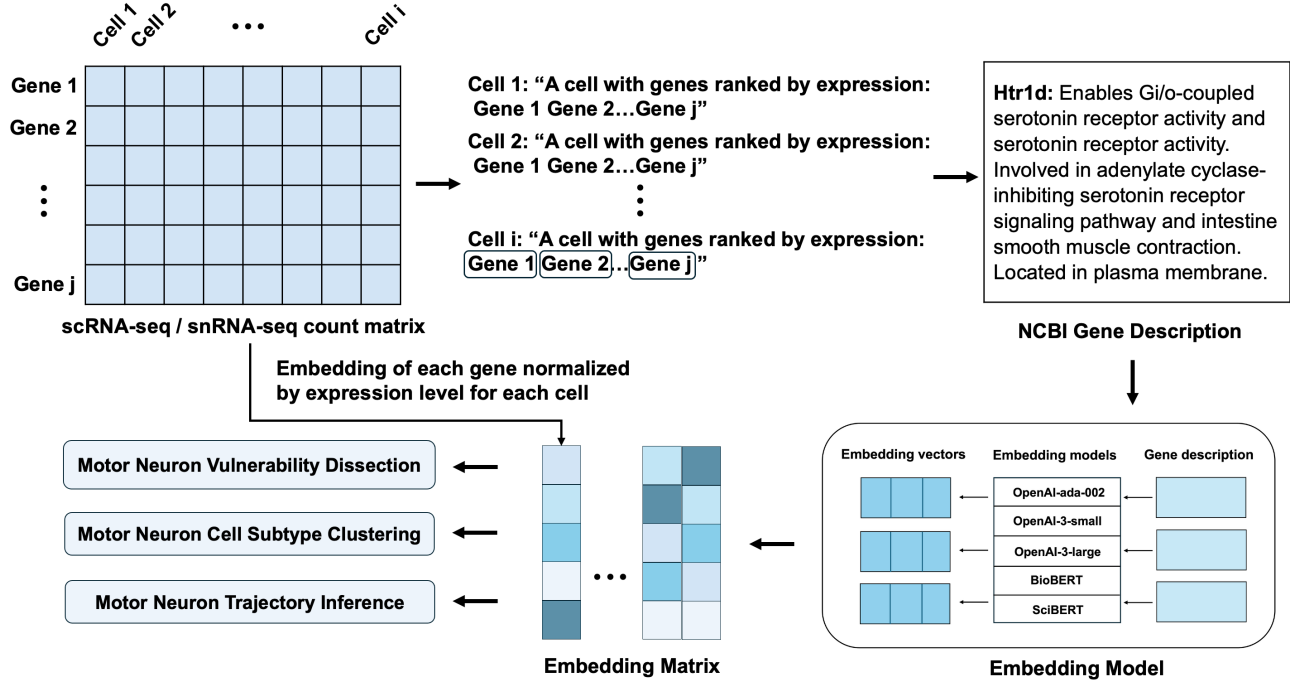 Cell 1
Cell 2
...
Cell i
Gene 1
Gene 2
Gene j
scRNA-seq / snRNA-seq count matrix
Cell 1: “A cell with genes ranked by expression:
Gene 1 Gene 2...Gene j”
Cell 2: “A cell with genes ranked by expression:
Gene 1 Gene 2...Gene j”
Cell i: “A cell with genes ranked by expression:
Gene 1 Gene 2...Gene j ”
Htr1d: Enables Gi/o-coupled
serotonin receptor activity and
serotonin receptor activity.
Involved in adenylate cyclase-
inhibiting serotonin receptor
signaling pathway and intestine
smooth muscle contraction.
Located in plasma membrane.
NCBI Gene Description
Embedding of each gene normalized
by expression level for each cell
Motor Neuron Vulnerability Dissection
Motor Neuron Cell Subtype Clustering
Motor Neuron Trajectory Inference
...
Embedding Matrix
Embedding vectors
Embedding models
Gene description
OpenAI-ada-002
OpenAI-3-small
OpenAI-3-large
BioBERT
SciBERT
Embedding Model